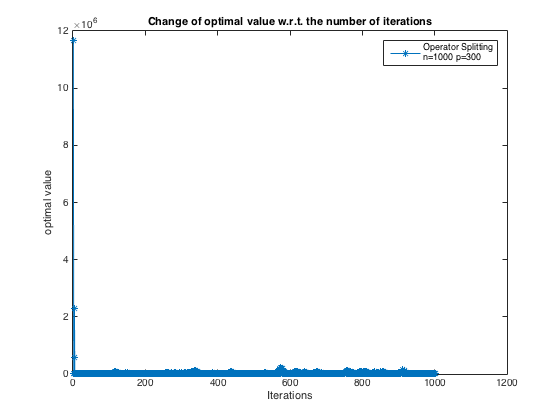 Change of optimal value w.r.t. the number of iterations
×10^6
12
10
8
6
4
2
0
optimal value
Operator Splitting
n=1000 p=300
0 200 400 600 800 1000 1200
Iterations